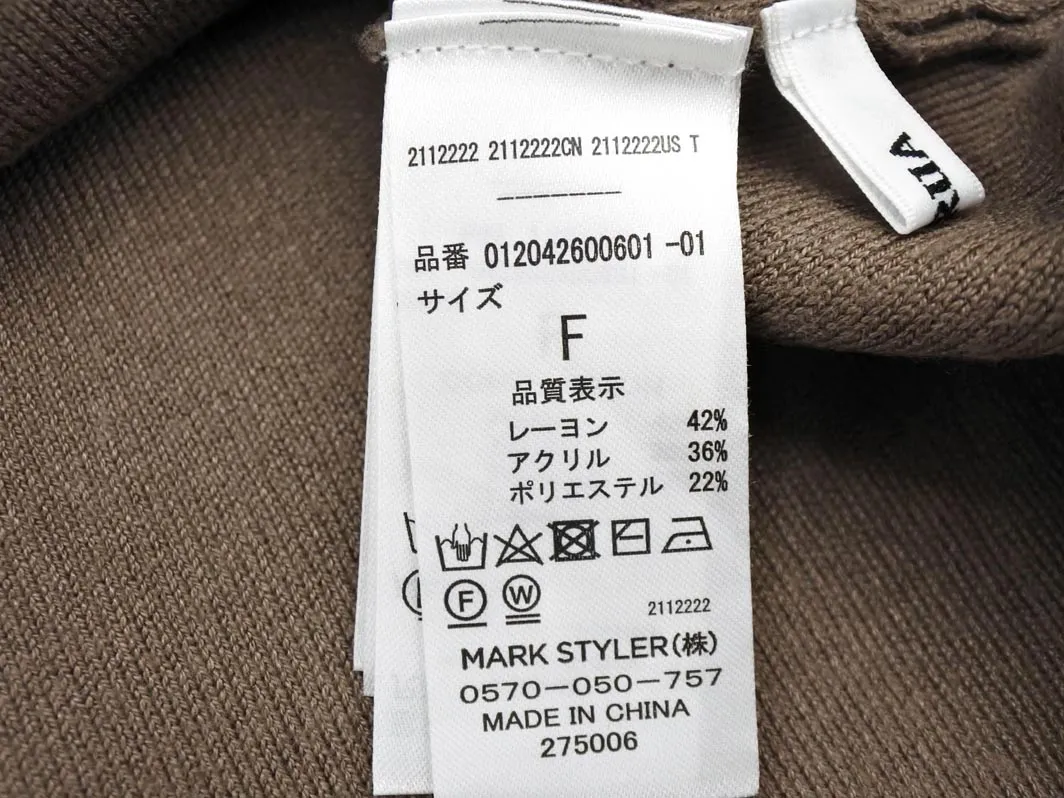 2112222 2112222CN 2112222US T
--------
品番 012042600601 -01
サイズ
F
品質表示
レーヨン 42%
アクリル 36%
ポリエステル 22%
F W
2112222
MARK STYLER(株)
0570-050-757
MADE IN CHINA
275006